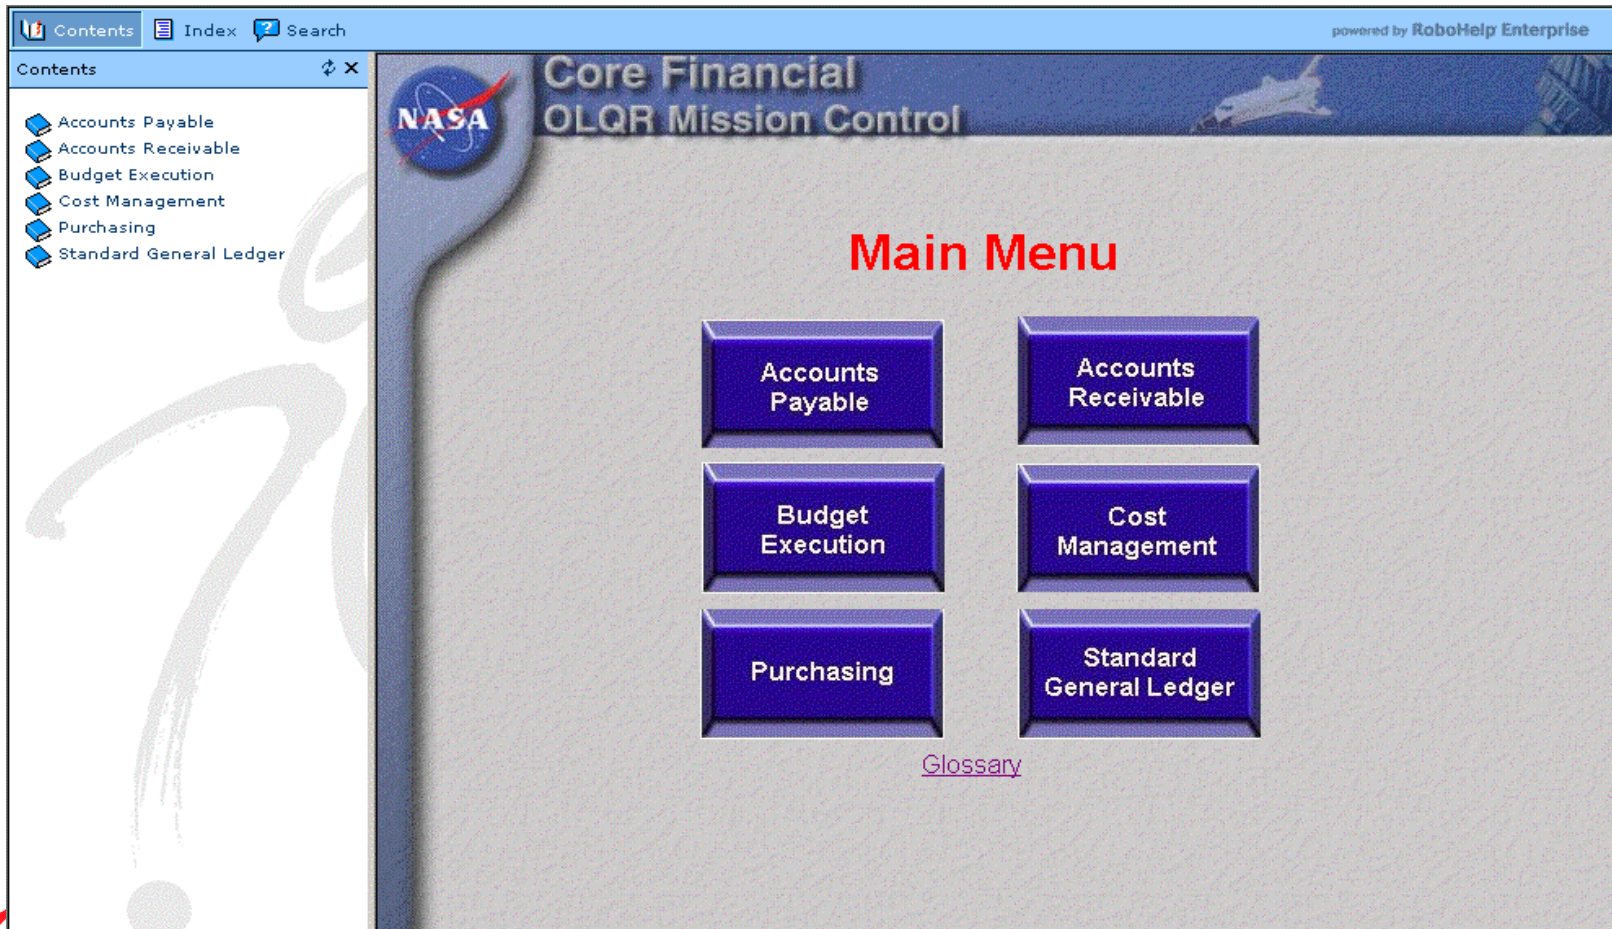 Contents Index Search
powered by RoboHelp Enterprise
Contents
Accounts Payable
Accounts Receivable
Budget Execution
Cost Management
Purchasing
Standard General Ledger
NASA
Core Financial
OLQR Mission Control
Main Menu
Accounts
Payable
Accounts
Receivable
Budget
Execution
Cost
Management
Purchasing
Standard
General Ledger
Glossary